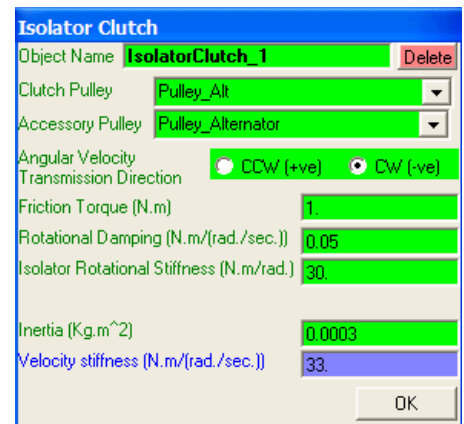 Isolator Clutch
Object Name IsolatorClutch_1 Delete
Clutch Pulley Pulley_Alt
Accessory Pulley Pulley_Alternator
Angular Velocity
Transmission Direction CCW (+ve) CW (-ve)
Friction Torque (N.m) 1.
Rotational Damping (N.m/(rad./sec.)) 0.05
Isolator Rotational Stiffness (N.m/rad.) 30.
Inertia (Kg.m^2) 0.0003
Velocity stiffness (N.m/(rad./sec.)) 33.
OK